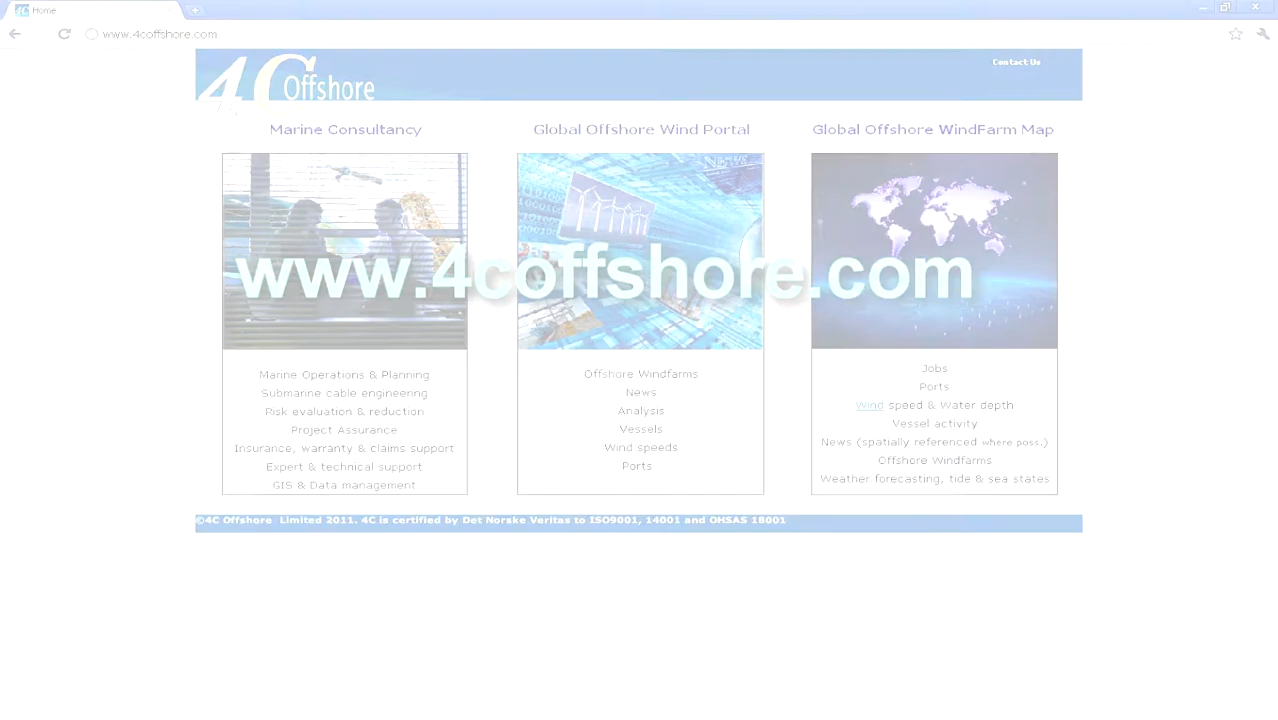 4C Home
www.4coffshore.com
4C Offshore
Contact Us
Marine Consultancy
Global Offshore Wind Portal
Global Offshore WindFarm Map
News
www.4coffshore.com
Marine Operations & Planning
Submarine cable engineering
Risk evaluation & reduction
Project Assurance
Insurance, warranty & claims support
Expert & technical support
GIS & Data management
Offshore Windfarms
News
Analysis
Vessels
Wind speeds
Ports
Jobs
Ports
Wind speed & Water depth
Vessel activity
News (spatially referenced where poss.)
Offshore Windfarms
Weather forecasting, tide & sea states
©4C Offshore Limited 2011. 4C is certified by Det Norske Veritas to ISO9001, 14001 and OHSAS 18001